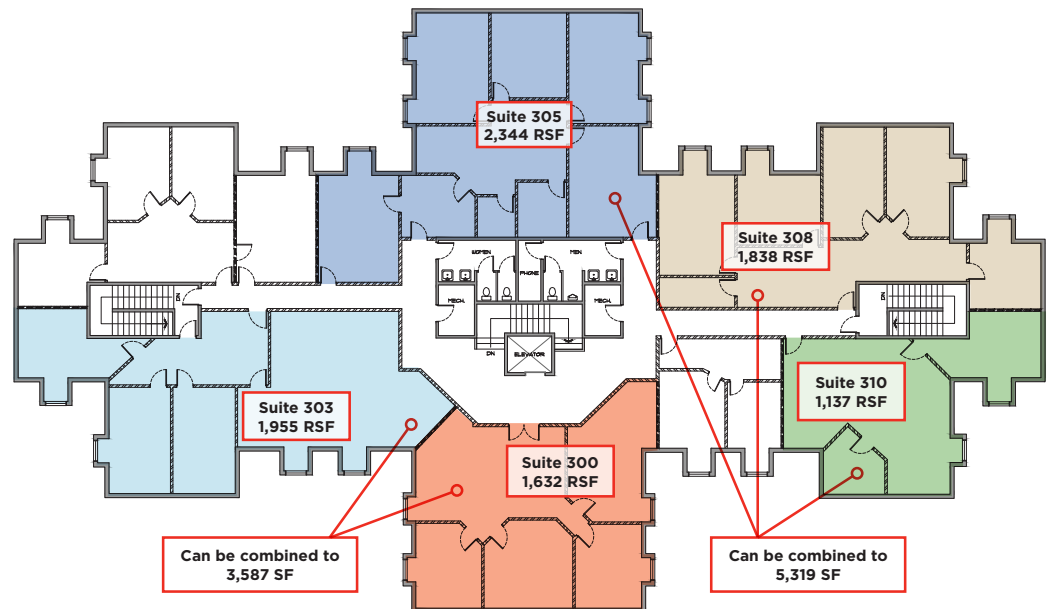 Suite 305
2,344 RSF
Suite 308
1,838 RSF
WOMEN
MEN
PHONE
MECH.
MECH.
DN
DN
DN
ELEVATOR
Suite 303
1,955 RSF
Suite 310
1,137 RSF
Suite 300
1,632 RSF
Can be combined to
3,587 SF
Can be combined to
5,319 SF